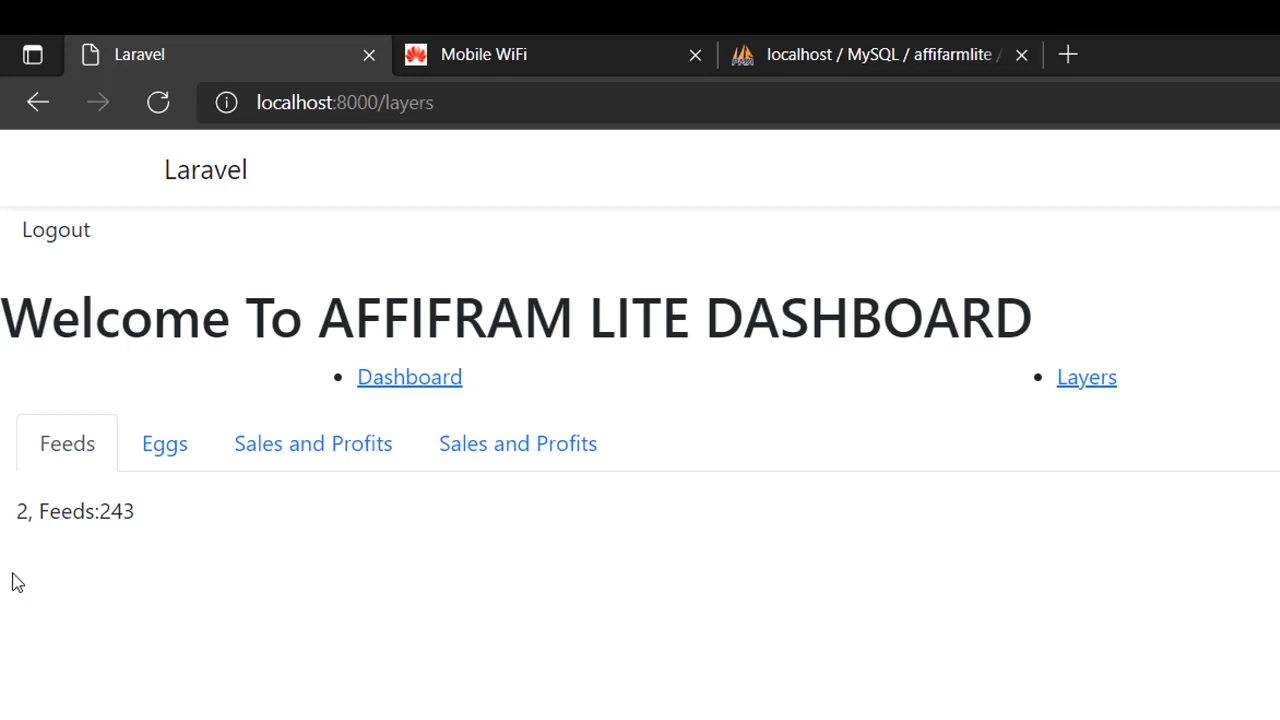 Laravel
Mobile WiFi
localhost / MySQL / affifarmlite /
localhost:8000/layers
Laravel
Logout
Welcome To AFFIFRAM LITE DASHBOARD
Dashboard
Layers
Feeds Eggs Sales and Profits Sales and Profits
2, Feeds:243